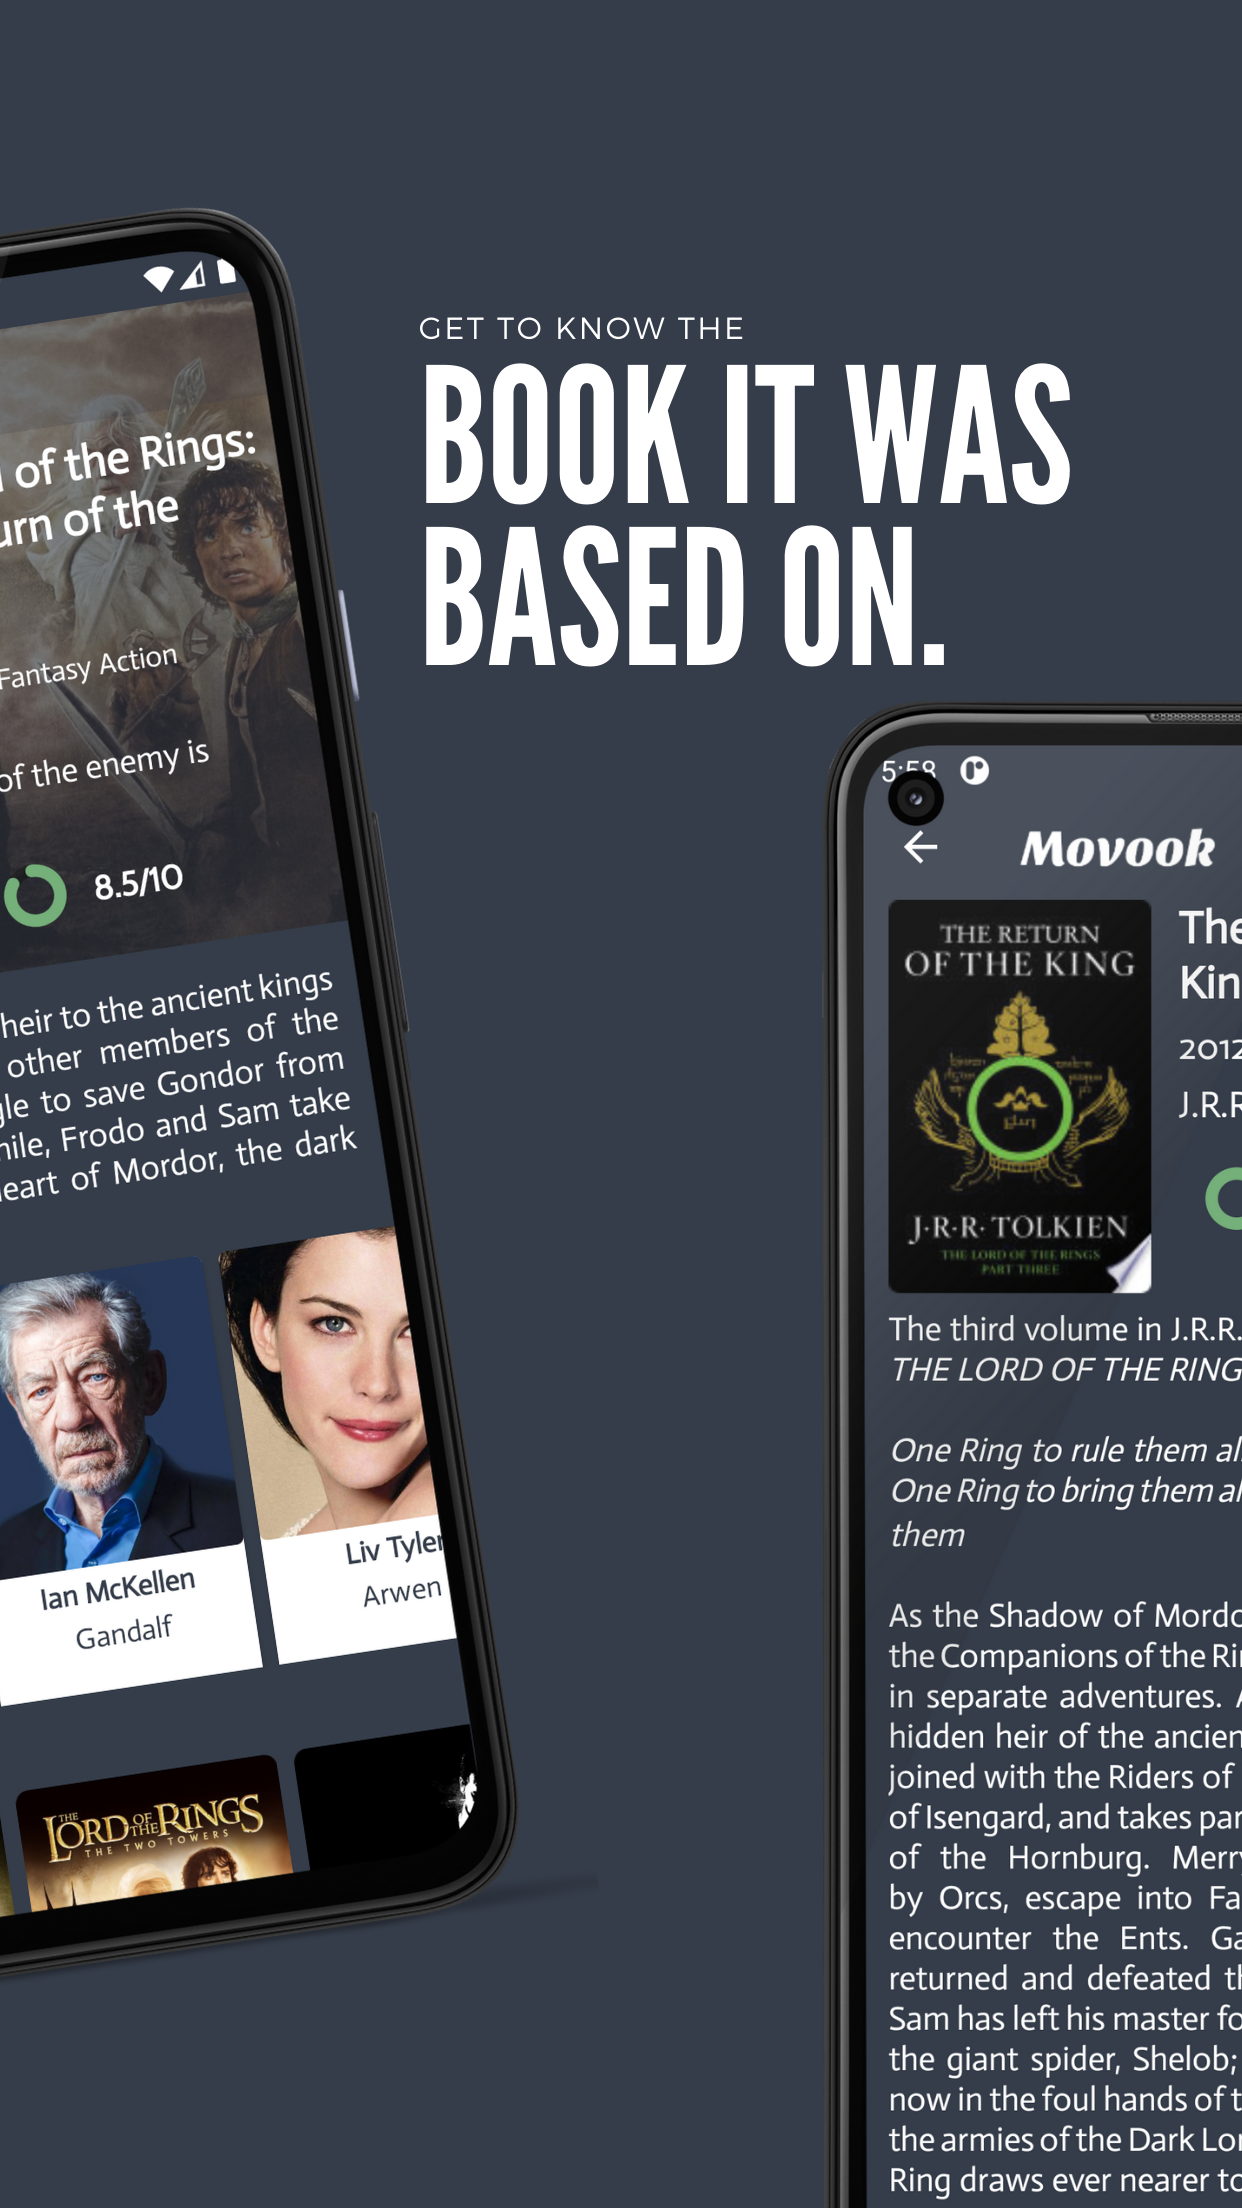 GET TO KNOW THE
BOOK IT WAS
BASED ON.
of the Rings:
urn of the
Fantasy Action
of the enemy is
8.5/10
heir to the ancient kings
other members of the
gle to save Gondor from
hile, Frodo and Sam take
heart of Mordor, the dark
Ian McKellen
Gandalf
Liv Tyler
Arwen
THE
LORD OF THE RINGS
THE TWO TOWERS
5:58
Movook
THE RETURN
OF THE KING
J·R·R·TOLKIEN
THE LORD OF THE RINGS
PART THREE
The
Kin
2012
J.R.R
The third volume in J.R.R.
THE LORD OF THE RING
One Ring to rule them al
One Ring to bring them al
them
As the Shadow of Mordo
the Companions of the Ri
in separate adventures. A
hidden heir of the ancien
joined with the Riders of
of Isengard, and takes par
of the Hornburg. Merry
by Orcs, escape into Fa
encounter the Ents. Ga
returned and defeated th
Sam has left his master fo
the giant spider, Shelob;
now in the foul hands of t
the armies of the Dark Lor
Ring draws ever nearer to